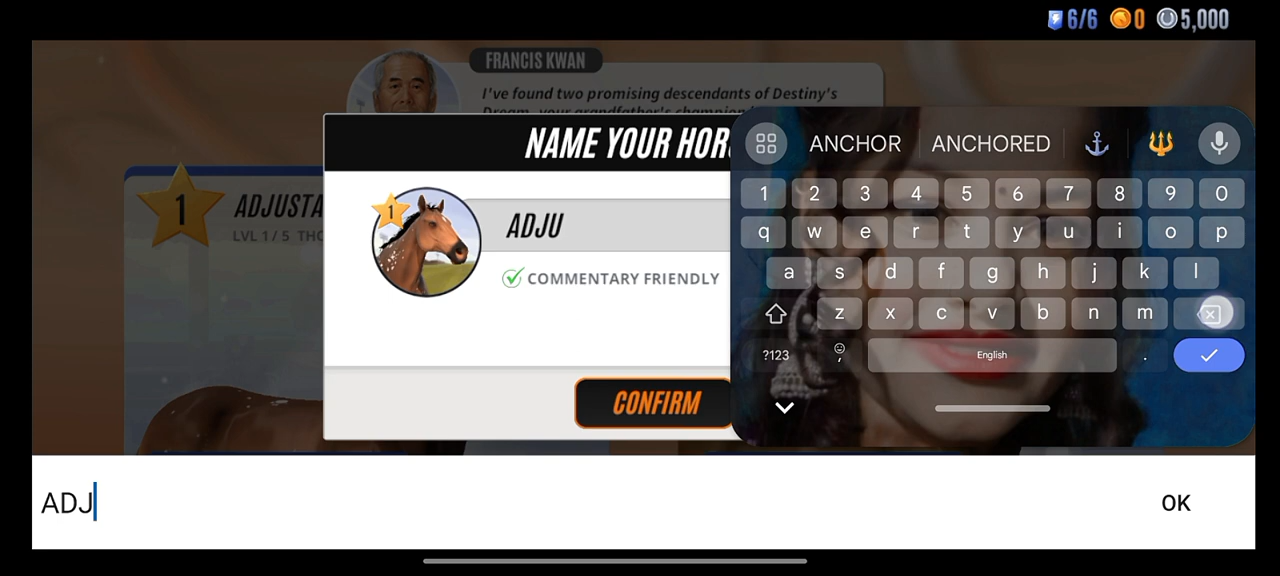 6/6 0 5,000
FRANCIS KWAN
I've found two promising descendants of Destiny's
Dream, your grandfather's champion
NAME YOUR HOR
1
ADJUSTA
LVL 1 / 5 THO
1
ADJU
COMMENTARY FRIENDLY
CONFIRM
ANCHOR ANCHORED
1 2 3 4 5 6 7 8 9 0
q w e r t y u i o p
a s d f g h j k l
z x c v b n m
?123 , English .
ADJ
OK